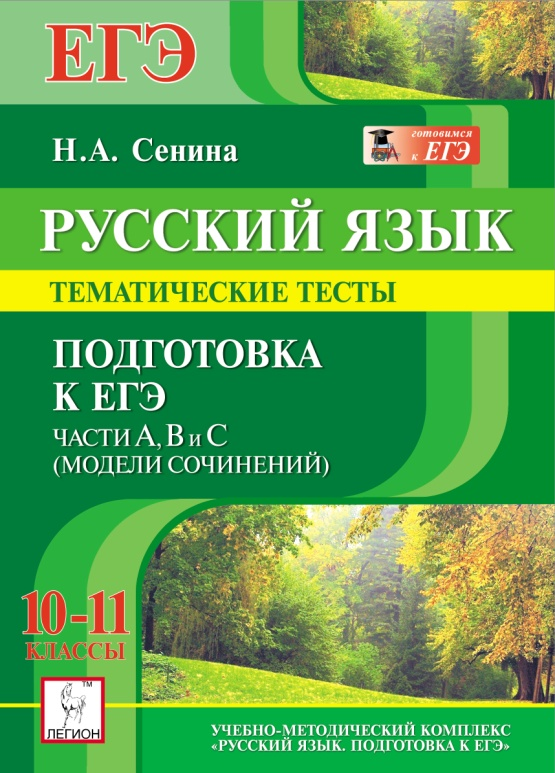 ЕГЭ
Н.А. Сенина
готовимся
к ЕГЭ
РУССКИЙ ЯЗЫК
ТЕМАТИЧЕСКИЕ ТЕСТЫ
ПОДГОТОВКА
К ЕГЭ
ЧАСТИ А, В и С
(МОДЕЛИ СОЧИНЕНИЙ)
10-11
КЛАССЫ
TM
ЛЕГИОН
УЧЕБНО-МЕТОДИЧЕСКИЙ КОМПЛЕКС
«РУССКИЙ ЯЗЫК. ПОДГОТОВКА К ЕГЭ»